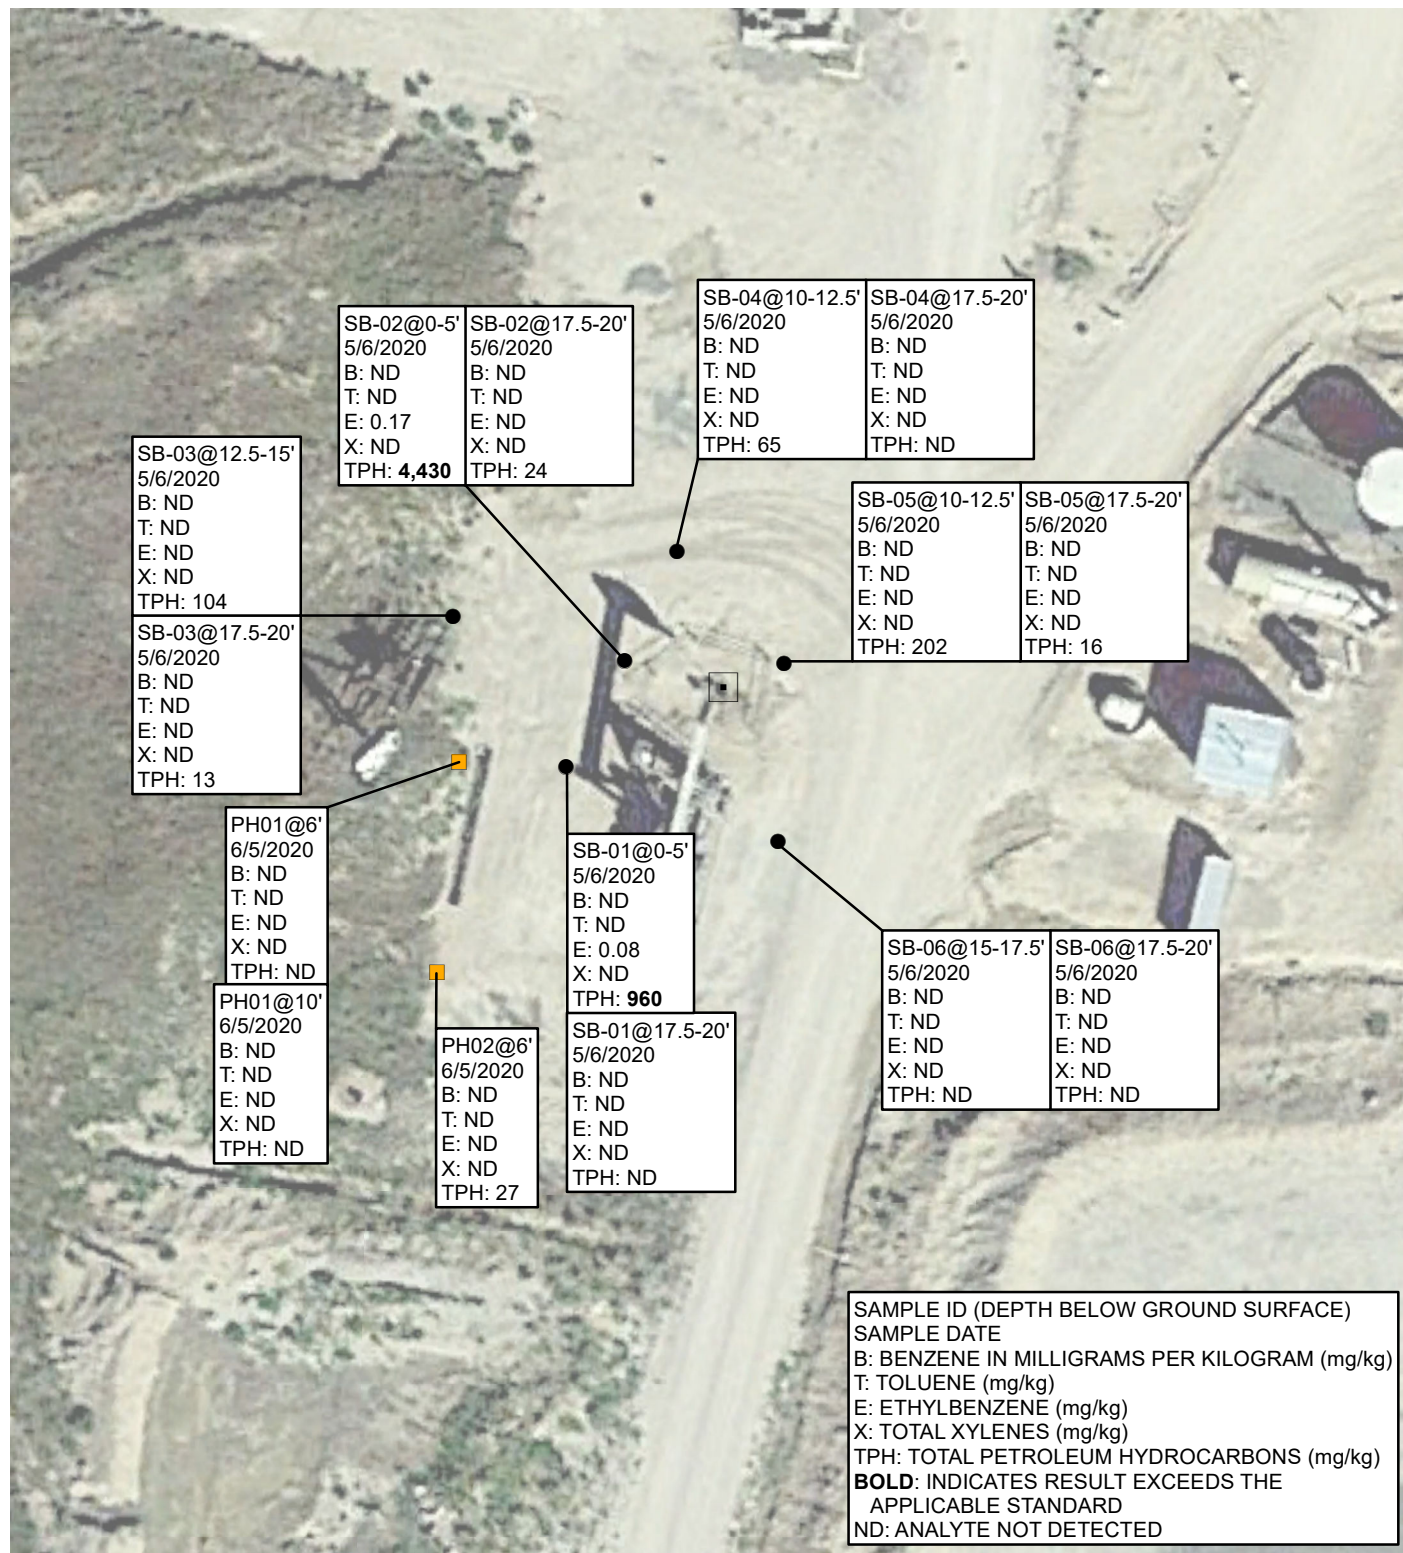 SB-04@10-12.5'
5/6/2020
B: ND
T: ND
E: ND
X: ND
TPH: 65
SB-04@17.5-20'
5/6/2020
B: ND
T: ND
E: ND
X: ND
TPH: ND
SB-02@0-5'
5/6/2020
B: ND
T: ND
E: 0.17
X: ND
TPH: 4,430
SB-02@17.5-20'
5/6/2020
B: ND
T: ND
E: ND
X: ND
TPH: 24
SB-03@12.5-15'
5/6/2020
B: ND
T: ND
E: ND
X: ND
TPH: 104
SB-03@17.5-20'
5/6/2020
B: ND
T: ND
E: ND
X: ND
TPH: 13
SB-05@10-12.5'
5/6/2020
B: ND
T: ND
E: ND
X: ND
TPH: 202
SB-05@17.5-20'
5/6/2020
B: ND
T: ND
E: ND
X: ND
TPH: 16
PH01@6'
6/5/2020
B: ND
T: ND
E: ND
X: ND
TPH: ND
PH01@10'
6/5/2020
B: ND
T: ND
E: ND
X: ND
TPH: ND
SB-01@0-5'
5/6/2020
B: ND
T: ND
E: 0.08
X: ND
TPH: 960
SB-01@17.5-20'
5/6/2020
B: ND
T: ND
E: ND
X: ND
TPH: ND
PH02@6'
6/5/2020
B: ND
T: ND
E: ND
X: ND
TPH: 27
SB-06@15-17.5'
5/6/2020
B: ND
T: ND
E: ND
X: ND
TPH: ND
SB-06@17.5-20'
5/6/2020
B: ND
T: ND
E: ND
X: ND
TPH: ND
SAMPLE ID (DEPTH BELOW GROUND SURFACE)
SAMPLE DATE
B: BENZENE IN MILLIGRAMS PER KILOGRAM (mg/kg)
T: TOLUENE (mg/kg)
E: ETHYLBENZENE (mg/kg)
X: TOTAL XYLENES (mg/kg)
TPH: TOTAL PETROLEUM HYDROCARBONS (mg/kg)
BOLD: INDICATES RESULT EXCEEDS THE
APPLICABLE STANDARD
ND: ANALYTE NOT DETECTED